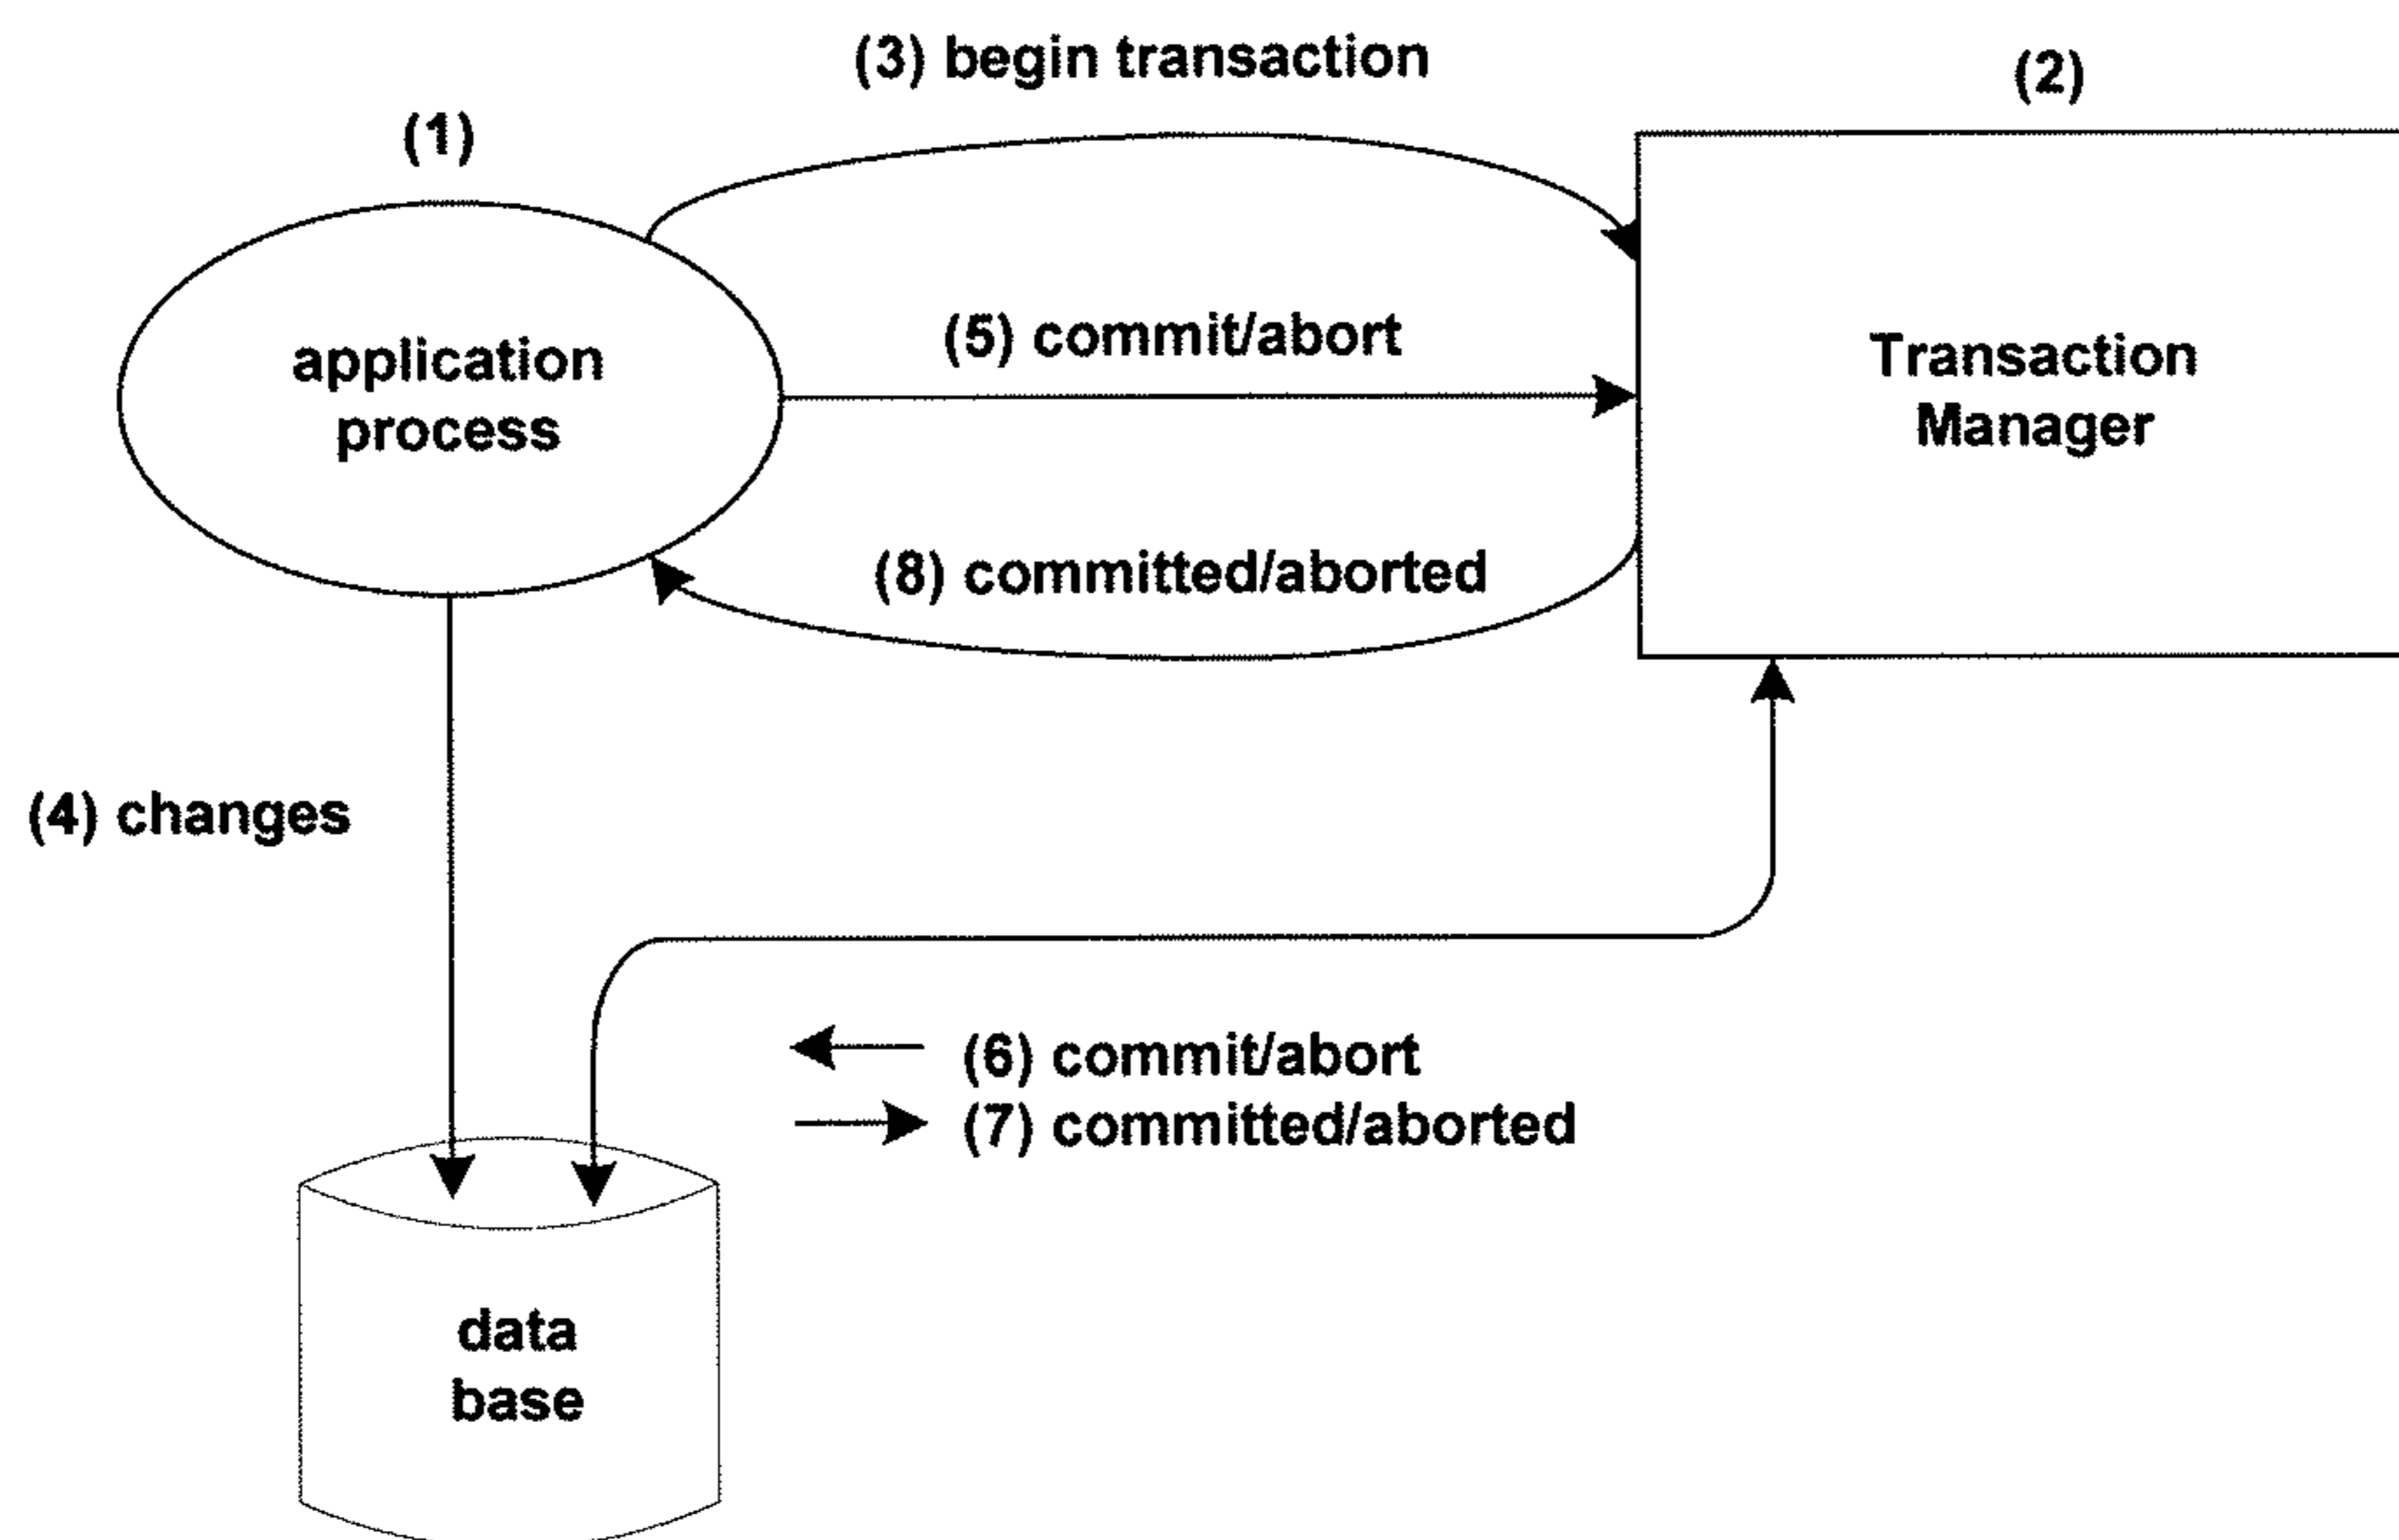 (3) begin transaction
(2)
(1)
application
process
(5) commit/abort
Transaction
Manager
(8) committed/aborted
(4) changes
(6) commit/abort
(7) committed/aborted
data
base